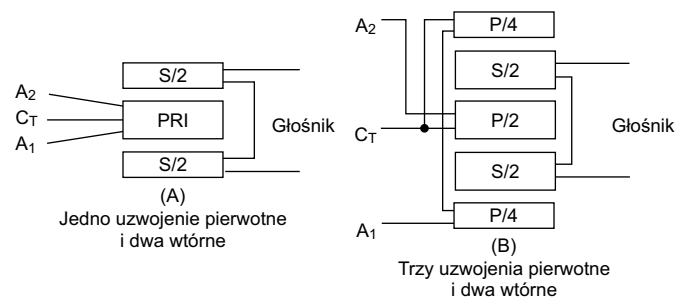 S/2
A2
CT
A1
PRI
Głośnik
S/2
(A)
Jedno uzwojenie pierwotne
i dwa wtórne
A2
P/4
S/2
P/2
CT
Głośnik
S/2
A1
P/4
(B)
Trzy uzwojenia pierwotne
i dwa wtórne